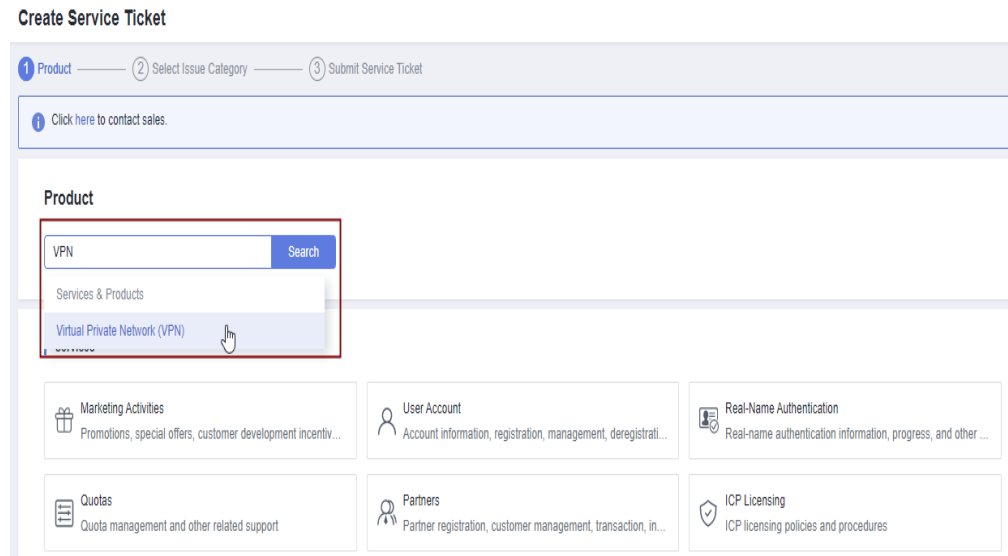 Create Service Ticket
1 Product 2 Select Issue Category 3 Submit Service Ticket
Click here to contact sales.
Product
VPN Search
Services & Products
Virtual Private Network (VPN)
Marketing Activities
Promotions, special offers, customer development incentiv...
User Account
Account information, registration, management, deregistrati...
Real-Name Authentication
Real-name authentication information, progress, and other ...
Quotas
Quota management and other related support
Partners
Partner registration, customer management, transaction, in...
ICP Licensing
ICP licensing policies and procedures